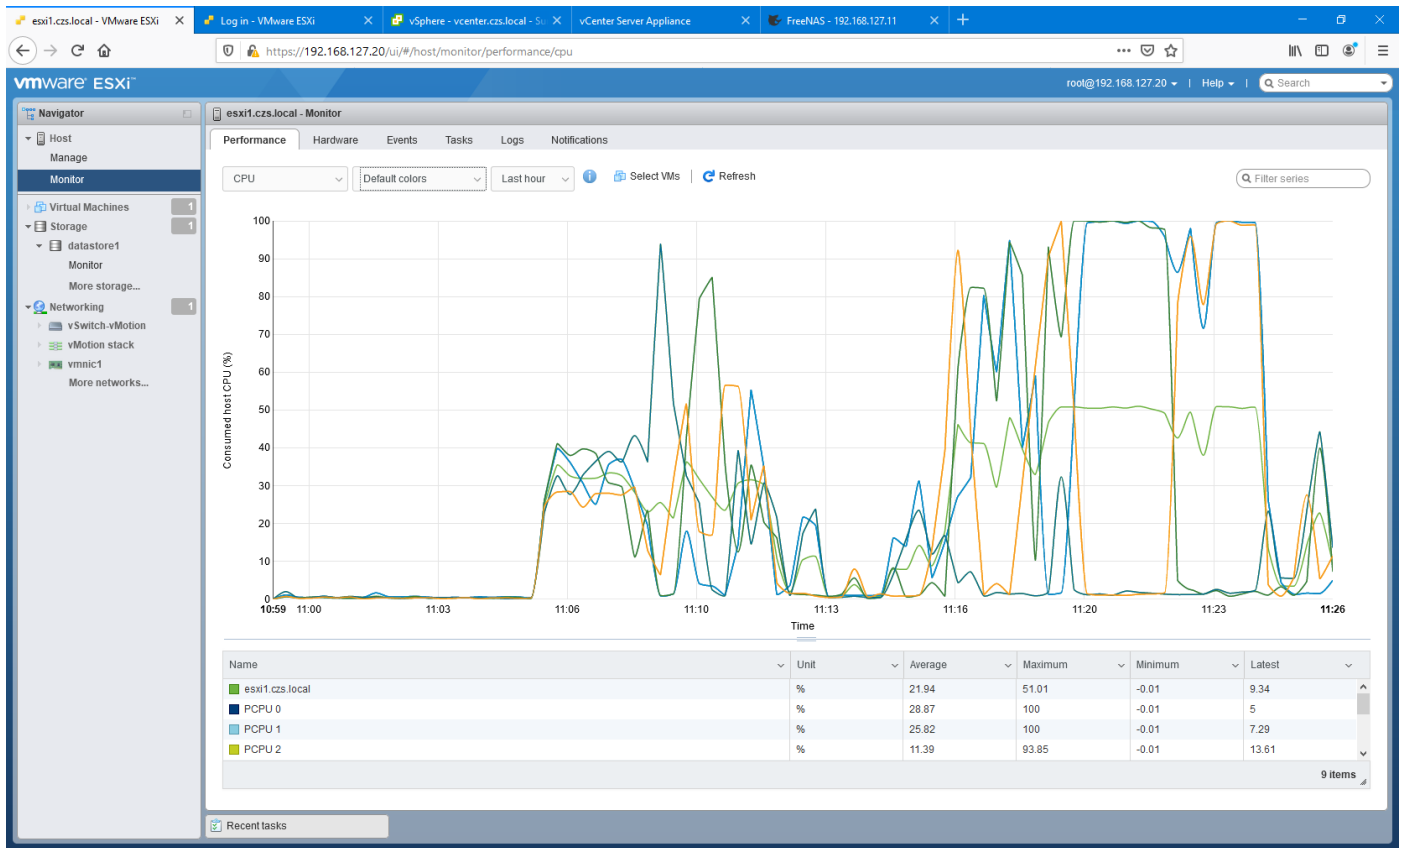 esxi1.czs.local - VMware ESXi
Log in - VMware ESXi
vSphere - vcenter.czs.local - Su
vCenter Server Appliance
FreeNAS - 192.168.127.11
https://192.168.127.20/ui/#/host/monitor/performance/cpu
vmware ESXi
root@192.168.127.20
Help
Search
Navigator
esxi1.czs.local - Monitor
Host
Manage
Monitor
Virtual Machines 1
Storage 1
datastore1
Monitor
More storage...
Networking 1
vSwitch-vMotion
vMotion stack
vmnic1
More networks...
Performance Hardware Events Tasks Logs Notifications
CPU Default colors Last hour Select VMs Refresh Filter series
Consumed host CPU (%)
100
90
80
70
60
50
40
30
20
10
0
10:59 11:00 11:03 11:06 11:10 11:13 11:16 11:20 11:23 11:26
Time
Name Unit Average Maximum Minimum Latest
esxi1.czs.local % 21.94 51.01 -0.01 9.34
PCPU 0 % 28.87 100 -0.01 5
PCPU 1 % 25.82 100 -0.01 7.29
PCPU 2 % 11.39 93.85 -0.01 13.61
9 items
Recent tasks